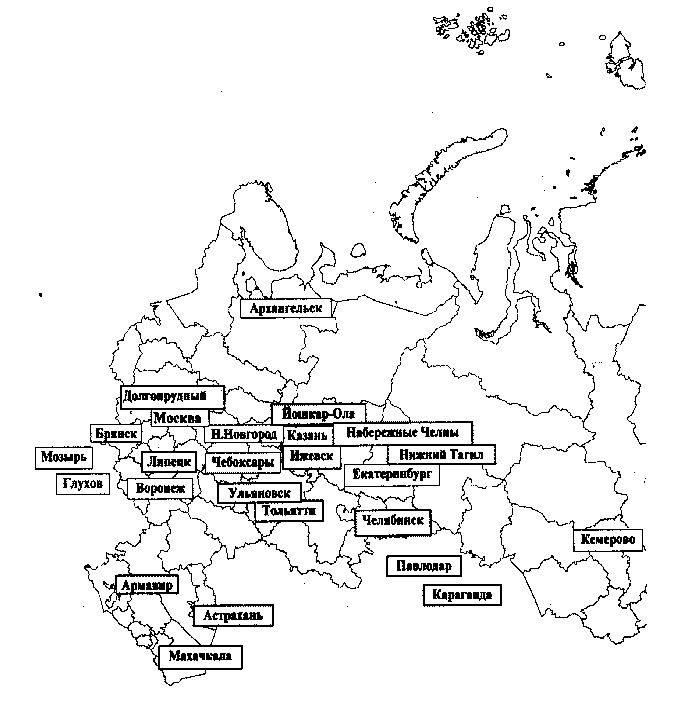 Архангельск
Долгопрудный
Йошкар-Ола
Москва
Брянск
Н.Новгород
Казань
Набережные Челны
Мозырь
Липецк
Чебоксары
Ижевск
Нижний Тагил
Глухов
Воронеж
Екатеринбург
Ульяновск
Тольятти
Челябинск
Кемерово
Павлодар
Армавир
Караганда
Астрахань
Махачкала